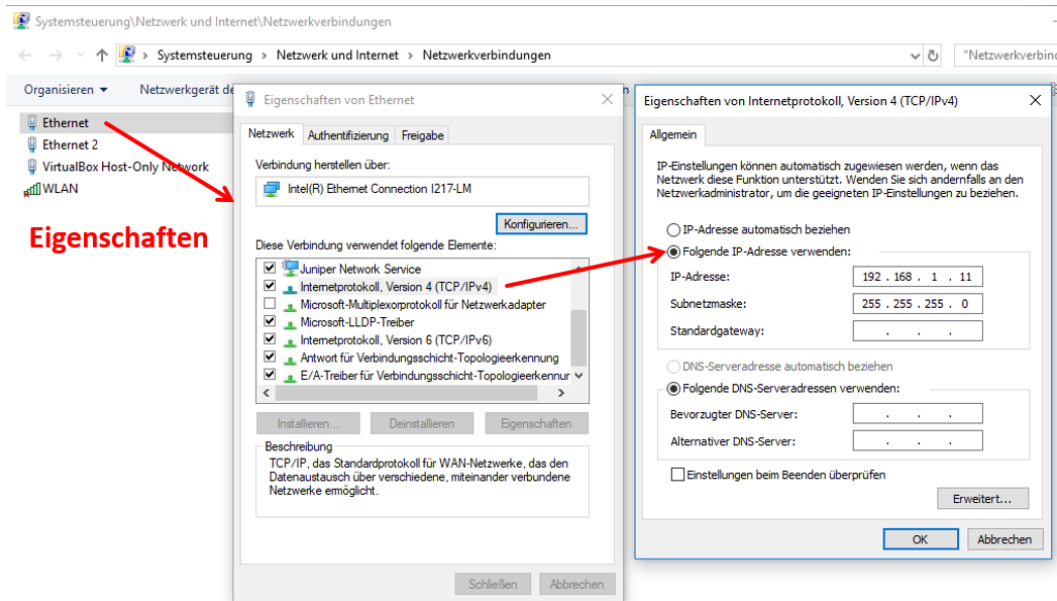 Systemsteuerung\Netzwerk und Internet\Netzwerkverbindungen
Systemsteuerung > Netzwerk und Internet > Netzwerkverbindungen
Organisieren
Netzwerkgerät de
Ethernet
Ethernet 2
VirtualBox Host-Only Network
WLAN
Eigenschaften
Eigenschaften von Ethernet
Netzwerk Authentifizierung Freigabe
Verbindung herstellen über:
Intel(R) Ethernet Connection I217-LM
Konfigurieren...
Diese Verbindung verwendet folgende Elemente:
Juniper Network Service
Internetprotokoll, Version 4 (TCP/IPv4)
Microsoft-Multiplexorprotokoll für Netzwerkadapter
Microsoft-LLDP-Treiber
Internetprotokoll, Version 6 (TCP/IPv6)
Antwort für Verbindungsschicht-Topologieerkennung
E/A-Treiber für Verbindungsschicht-Topologieerkennur
Installieren... Deinstallieren Eigenschaften
Beschreibung
TCP/IP, das Standardprotokoll für WAN-Netzwerke, das den
Datenaustausch über verschiedene, miteinander verbundene
Netzwerke ermöglicht.
Schließen Abbrechen
"Netzwerkverbind
Eigenschaften von Internetprotokoll, Version 4 (TCP/IPv4)
Allgemein
IP-Einstellungen können automatisch zugewiesen werden, wenn das
Netzwerk diese Funktion unterstützt. Wenden Sie sich andernfalls an den
Netzwerkadministrator, um die geeigneten IP-Einstellungen zu beziehen.
IP-Adresse automatisch beziehen
Folgende IP-Adresse verwenden:
IP-Adresse: 192 . 168 . 1 . 11
Subnetzmaske: 255 . 255 . 255 . 0
Standardgateway: . . .
DNS-Serveradresse automatisch beziehen
Folgende DNS-Serveradressen verwenden:
Bevorzugter DNS-Server: . . .
Alternativer DNS-Server: . . .
Einstellungen beim Beenden überprüfen
Erweitert...
OK Abbrechen